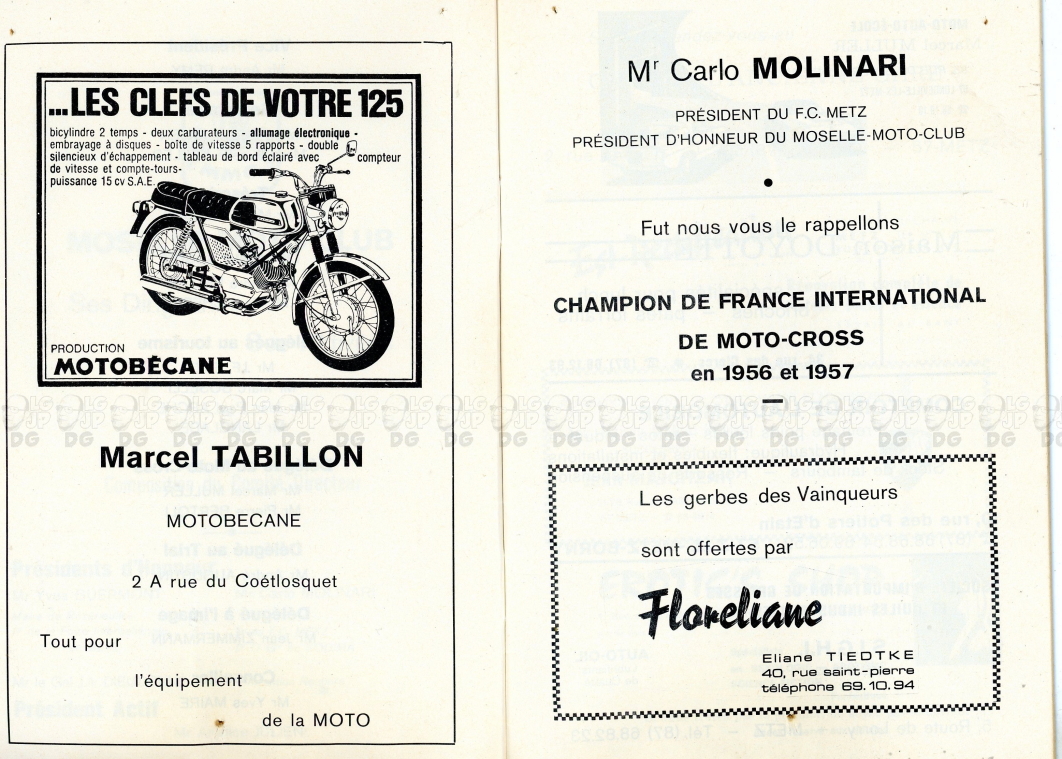 ...LES CLEFS DE VOTRE 125
bicylindre 2 temps - deux carburateurs - allumage électronique -
embrayage à disques - boîte de vitesse 5 rapports - double
silencieux d'échappement - tableau de bord éclairé avec compteur
de vitesse et compte-tours-
puissance 15 cv S.A.E.
PRODUCTION
MOTOBÉCANE
Marcel TABILLON
MOTOBECANE
2 A rue du Coétlosquet
Tout pour
l'équipement
de la MOTO
Mr Carlo MOLINARI
PRÉSIDENT DU F.C. METZ
PRÉSIDENT D'HONNEUR DU MOSELLE-MOTO-CLUB
Fut nous vous le rappellons
CHAMPION DE FRANCE INTERNATIONAL
DE MOTO-CROSS
en 1956 et 1957
Les gerbes des Vainqueurs
sont offertes par
Floreliane
Eliane TIEDTKE
40, rue saint-pierre
téléphone 69.10.94